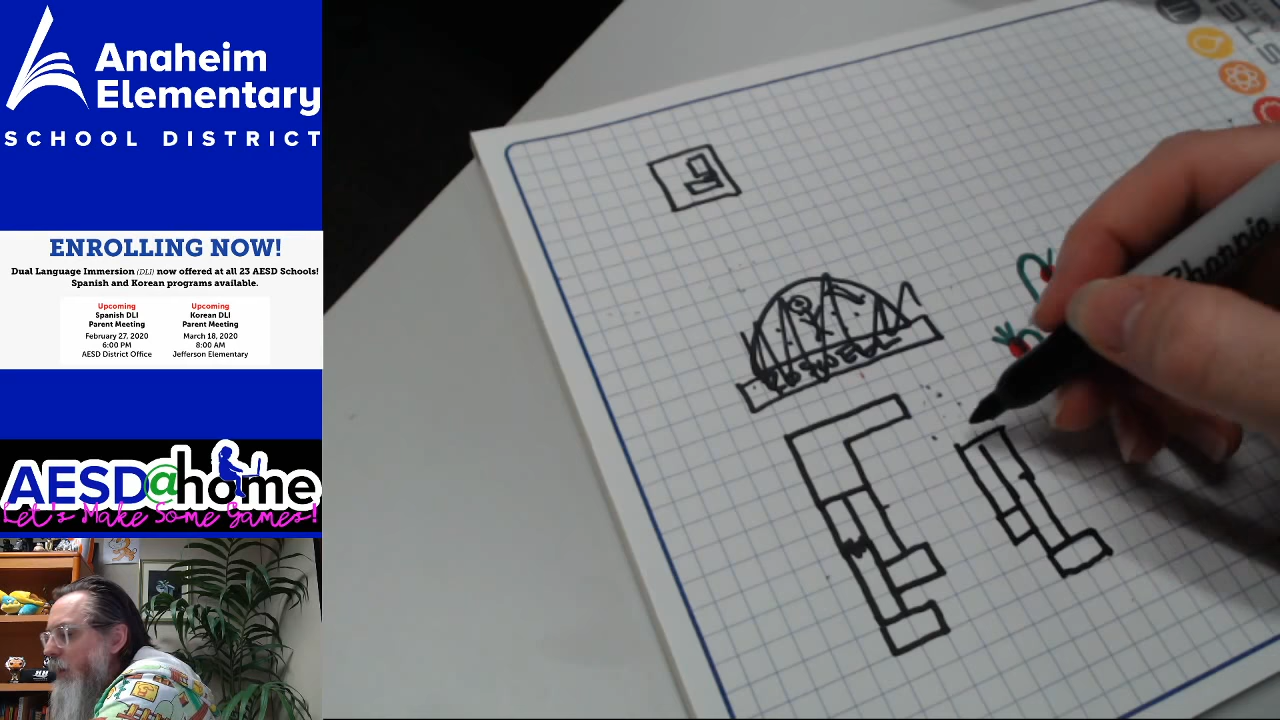 Anaheim
Elementary
SCHOOL DISTRICT
ENROLLING NOW!
Dual Language Immersion (DLI) now offered at all 23 AESD Schools!
Spanish and Korean programs available.
Upcoming
Spanish DLI
Parent Meeting
February 27, 2020
6:00 PM
AESD District Office
Upcoming
Korean DLI
Parent Meeting
March 18, 2020
8:00 AM
Jefferson Elementary
AESD@home
Let's Make Some Games!
Sharpie